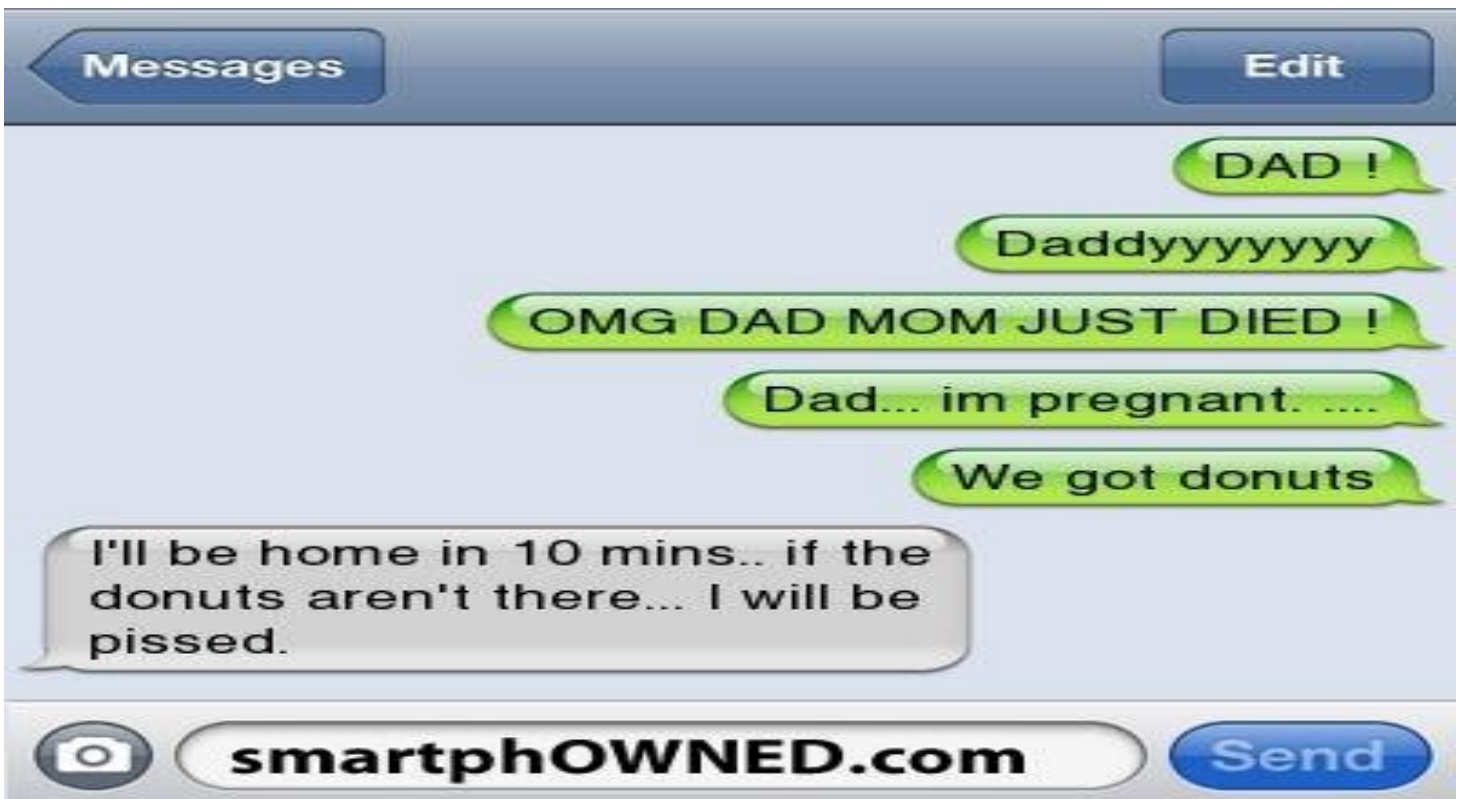 Messages
Edit
DAD !
Daddyyyyyyy
OMG DAD MOM JUST DIED !
Dad... im pregnant. ....
We got donuts
I'll be home in 10 mins.. if the
donuts aren't there... I will be
pissed.
smartphOWNED.com
Send